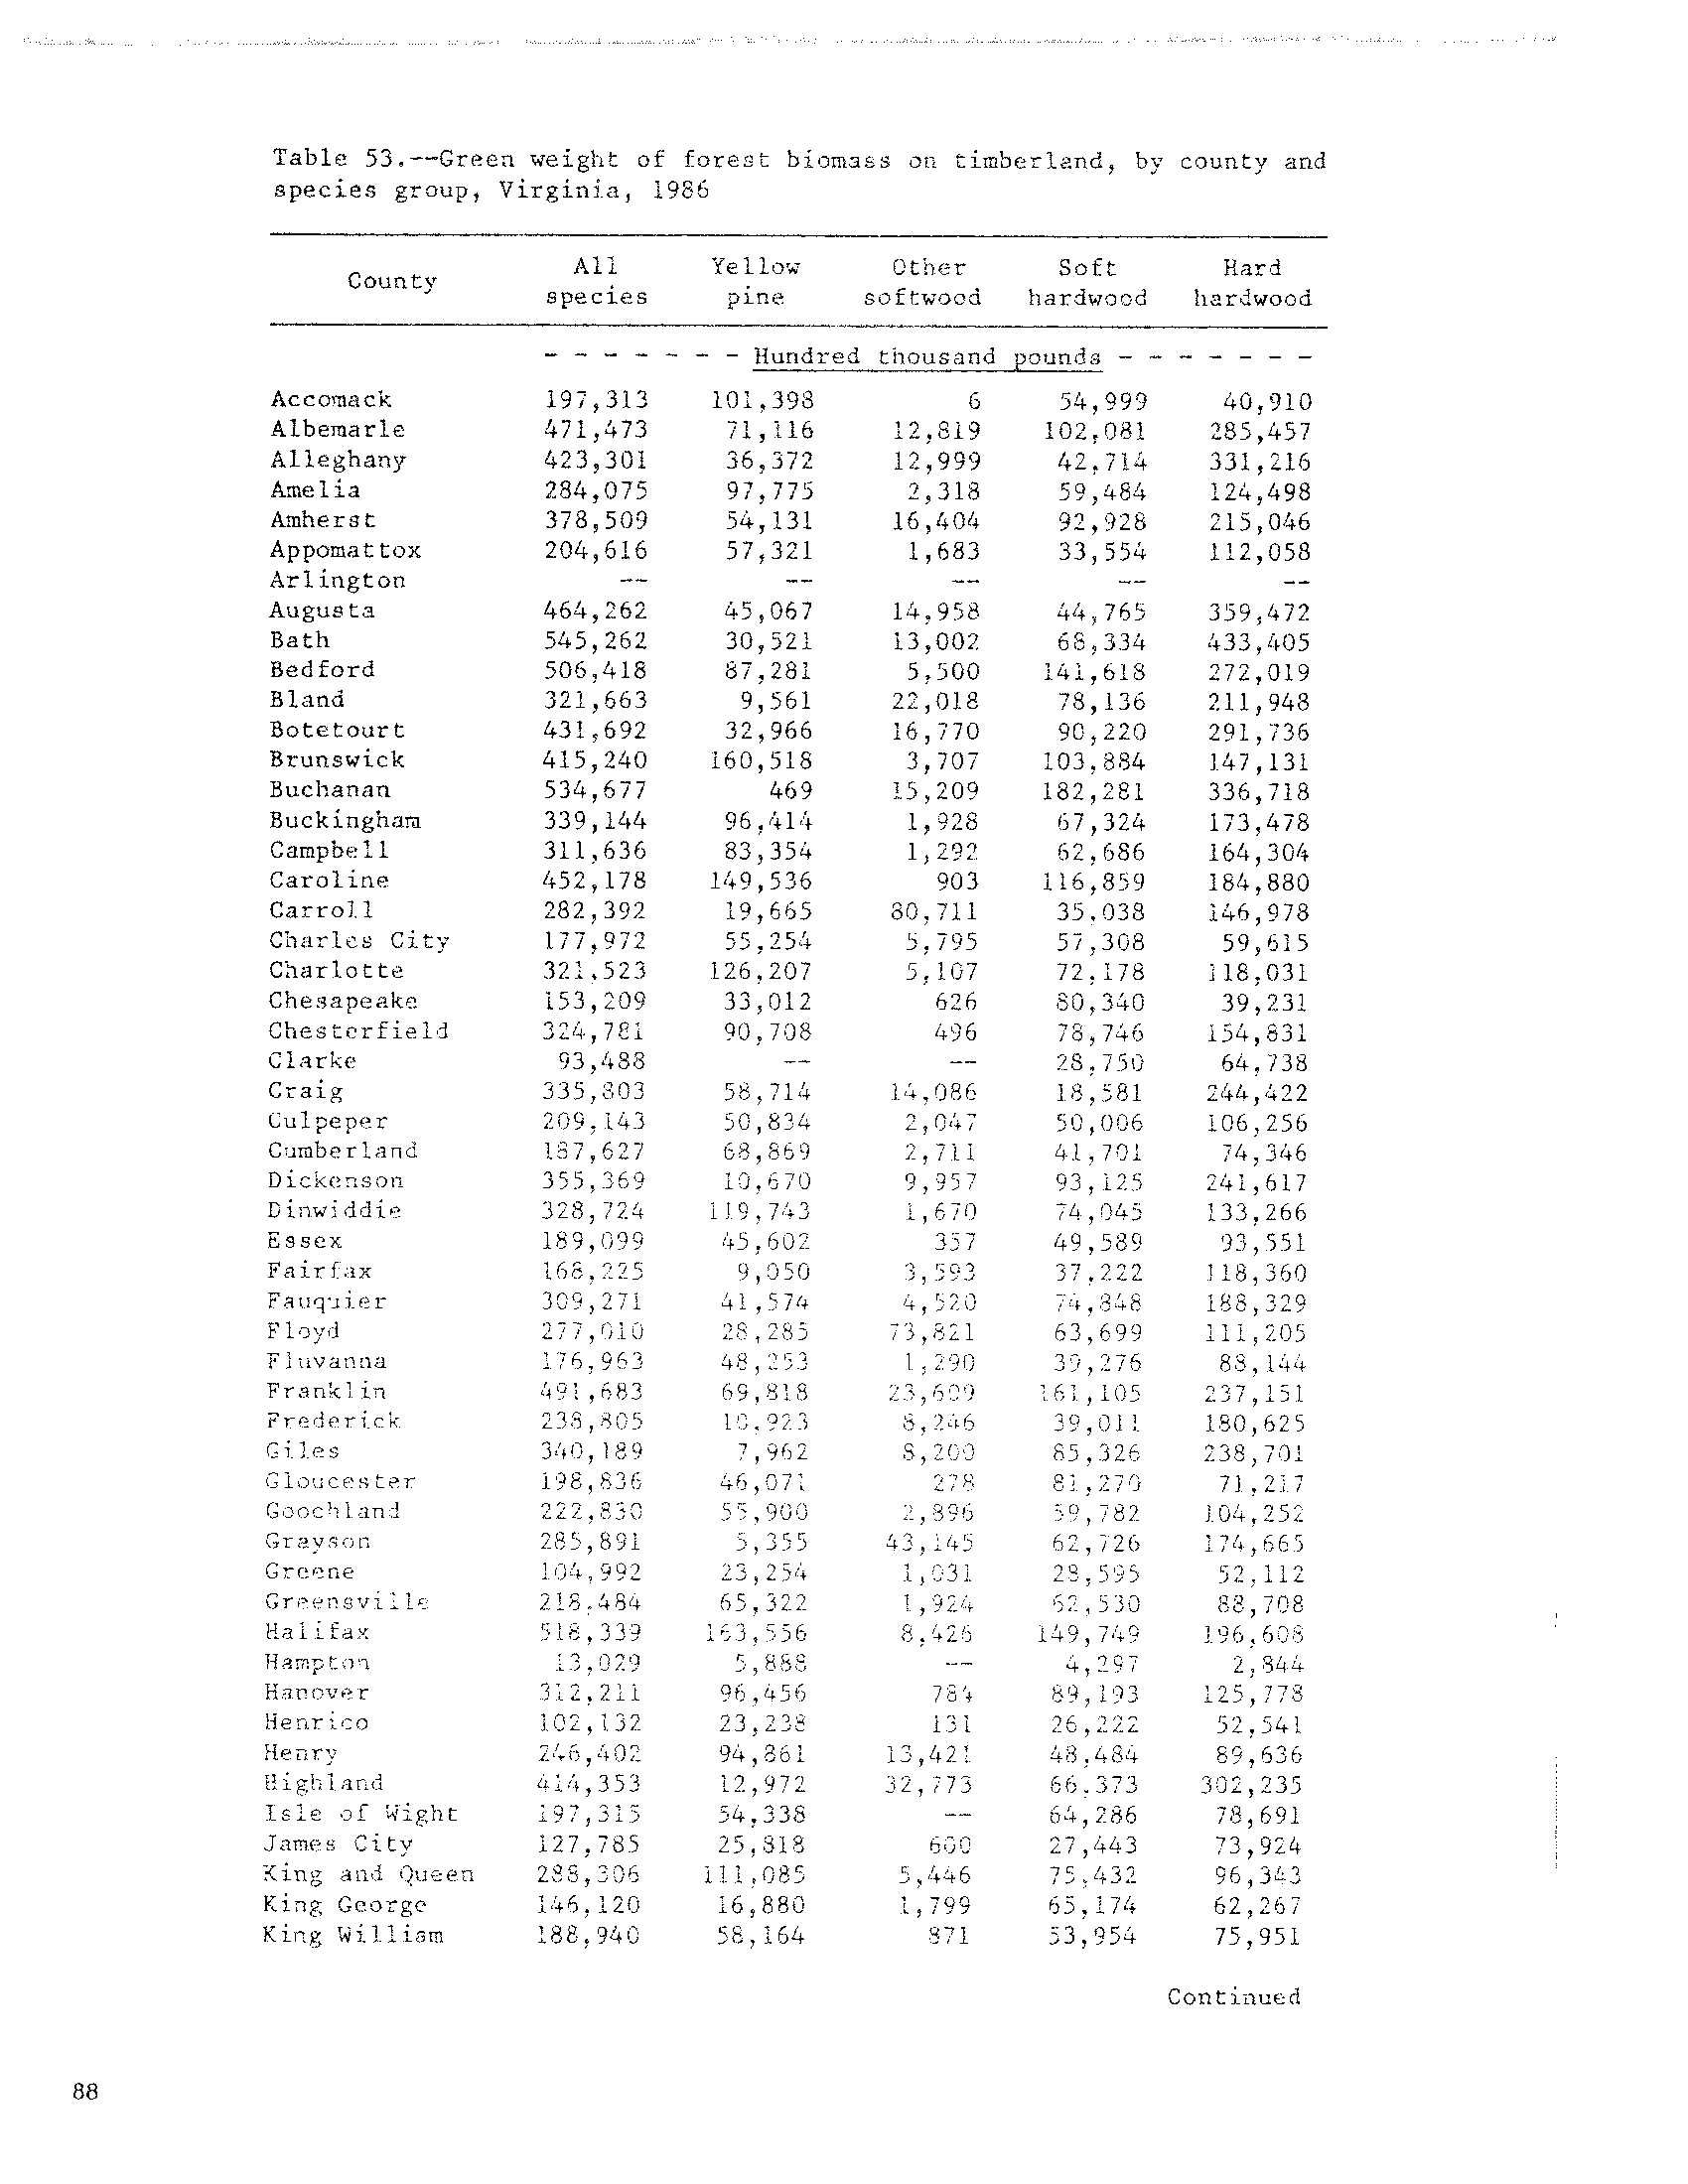 Table 53.--Green weight of forest biomass on timberland, by county and
species group, Virginia, 1986
County All species Yellow pine Other softwood Soft hardwood Hard hardwood
- - - - - - - Hundred thousand pounds - - - - - - -
Accomack 197,313 101,398 6 54,999 40,910
Albemarle 471,473 71,116 12,819 102,081 285,457
Alleghany 423,301 36,372 12,999 42,714 331,216
Amelia 284,075 97,775 2,318 59,484 124,498
Amherst 378,509 54,131 16,404 92,928 215,046
Appomattox 204,616 57,321 1,683 33,554 112,058
Arlington -- -- -- -- --
Augusta 464,262 45,067 14,958 44,765 359,472
Bath 545,262 30,521 13,002 68,334 433,405
Bedford 506,418 87,281 5,500 141,618 272,019
Bland 321,663 9,561 22,018 78,136 211,948
Botetourt 431,692 32,966 16,770 90,220 291,736
Brunswick 415,240 160,518 3,707 103,884 147,131
Buchanan 534,677 469 15,209 182,281 336,718
Buckingham 339,144 96,414 1,928 67,324 173,478
Campbell 311,636 83,354 1,292 62,686 164,304
Caroline 452,178 149,536 903 116,859 184,880
Carroll 282,392 19,665 80,711 35,038 146,978
Charles City 177,972 55,254 5,795 57,308 59,615
Charlotte 321,523 126,207 5,107 72,178 118,031
Chesapeake 153,209 33,012 626 80,340 39,231
Chesterfield 324,781 90,708 496 78,746 154,831
Clarke 93,488 -- -- 28,750 64,738
Craig 335,803 58,714 14,086 18,581 244,422
Culpeper 209,143 50,834 2,047 50,006 106,256
Cumberland 187,627 68,869 2,711 41,701 74,346
Dickenson 355,369 10,670 9,957 93,125 241,617
Dinwiddie 328,724 119,743 1,670 74,045 133,266
Essex 189,099 45,602 357 49,589 93,551
Fairfax 168,225 9,050 3,593 37,222 118,360
Fauquier 309,271 41,574 4,520 74,848 188,329
Floyd 277,010 28,285 73,821 63,699 111,205
Fluvanna 176,963 48,253 1,290 39,276 88,144
Franklin 491,683 69,818 23,609 161,105 237,151
Frederick 238,805 10,923 8,246 39,011 180,625
Giles 340,189 7,962 8,200 85,326 238,701
Gloucester 198,836 46,071 278 81,270 71,217
Goochland 222,830 55,900 2,896 59,782 104,252
Grayson 285,891 5,355 43,145 62,726 174,665
Greene 104,992 23,254 1,031 28,595 52,112
Greensville 218,484 65,322 1,924 62,530 88,708
Halifax 518,339 163,556 8,426 149,749 196,608
Hampton 13,029 5,888 -- 4,297 2,844
Hanover 312,211 96,456 784 89,193 125,778
Henrico 102,132 23,238 131 26,222 52,541
Henry 246,402 94,861 13,421 48,484 89,636
Highland 414,353 12,972 32,773 66,373 302,235
Isle of Wight 197,315 54,338 -- 64,286 78,691
James City 127,785 25,818 600 27,443 73,924
King and Queen 288,306 111,085 5,446 75,432 96,343
King George 146,120 16,880 1,799 65,174 62,267
King William 188,940 58,164 871 53,954 75,951
Continued
88